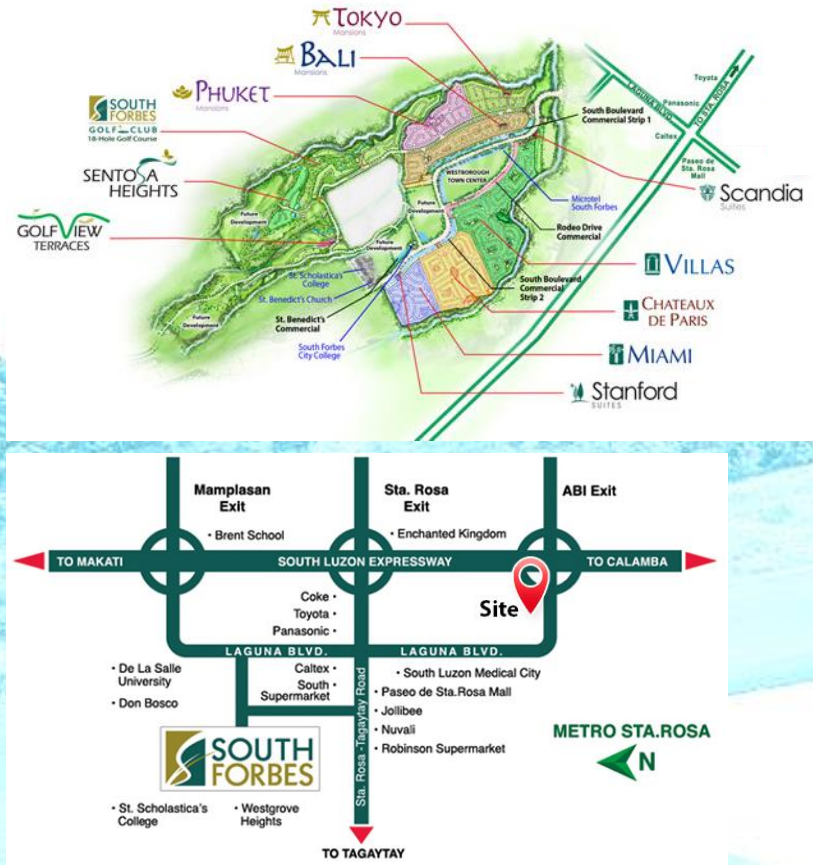 TOKYO
Mansions
BALI
Mansions
PHUKET
Mansions
SOUTH
FORBES
GOLF CLUB
18-Hole Golf Course
SENTOSA
HEIGHTS
GOLF VIEW
TERRACES
Toyota
TO STA. ROSA
Panasonic
LAGUNA BLVD
Caltex
Paseo de
Sta. Rosa
Mall
South Boulevard
Commercial Strip 1
WESTBOROUGH
TOWN CENTER
Microtel
South Forbes
Scandia
Suites
Rodeo Drive
Commercial
Future
Development
Future
Development
Future
Development
Future
Development
Future
Development
St. Scholastica's
College
St. Benedict's Church
St. Benedict's
Commercial
South Forbes
City College
South Boulevard
Commercial
Strip 2
VILLAS
CHATEAUX
DE PARIS
MIAMI
Stanford
SUITES
Mamplasan
Exit
Sta. Rosa
Exit
ABI Exit
• Brent School
• Enchanted Kingdom
TO MAKATI
SOUTH LUZON EXPRESSWAY
TO CALAMBA
Site
Coke •
Toyota •
Panasonic •
LAGUNA BLVD.
LAGUNA BLVD.
• De La Salle
University
• Don Bosco
Caltex •
South •
Supermarket
• South Luzon Medical City
• Paseo de Sta.Rosa Mall
• Jollibee
• Nuvali
• Robinson Supermarket
Sta. Rosa -Tagaytay Road
METRO STA.ROSA
N
SOUTH
FORBES
• St. Scholastica's
College
• Westgrove
Heights
TO TAGAYTAY